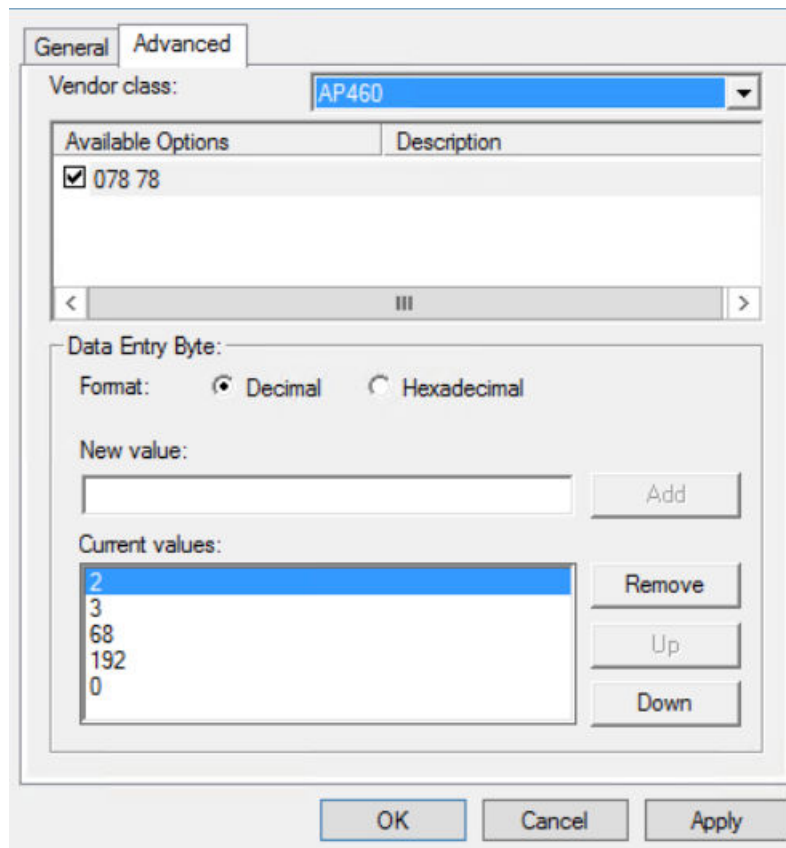 General Advanced
Vendor class: AP460
Available Options Description
078 78
Data Entry Byte:
Format: Decimal Hexadecimal
New value:
Add
Current values:
2
Remove
3
68
Up
192
0
Down
OK Cancel Apply